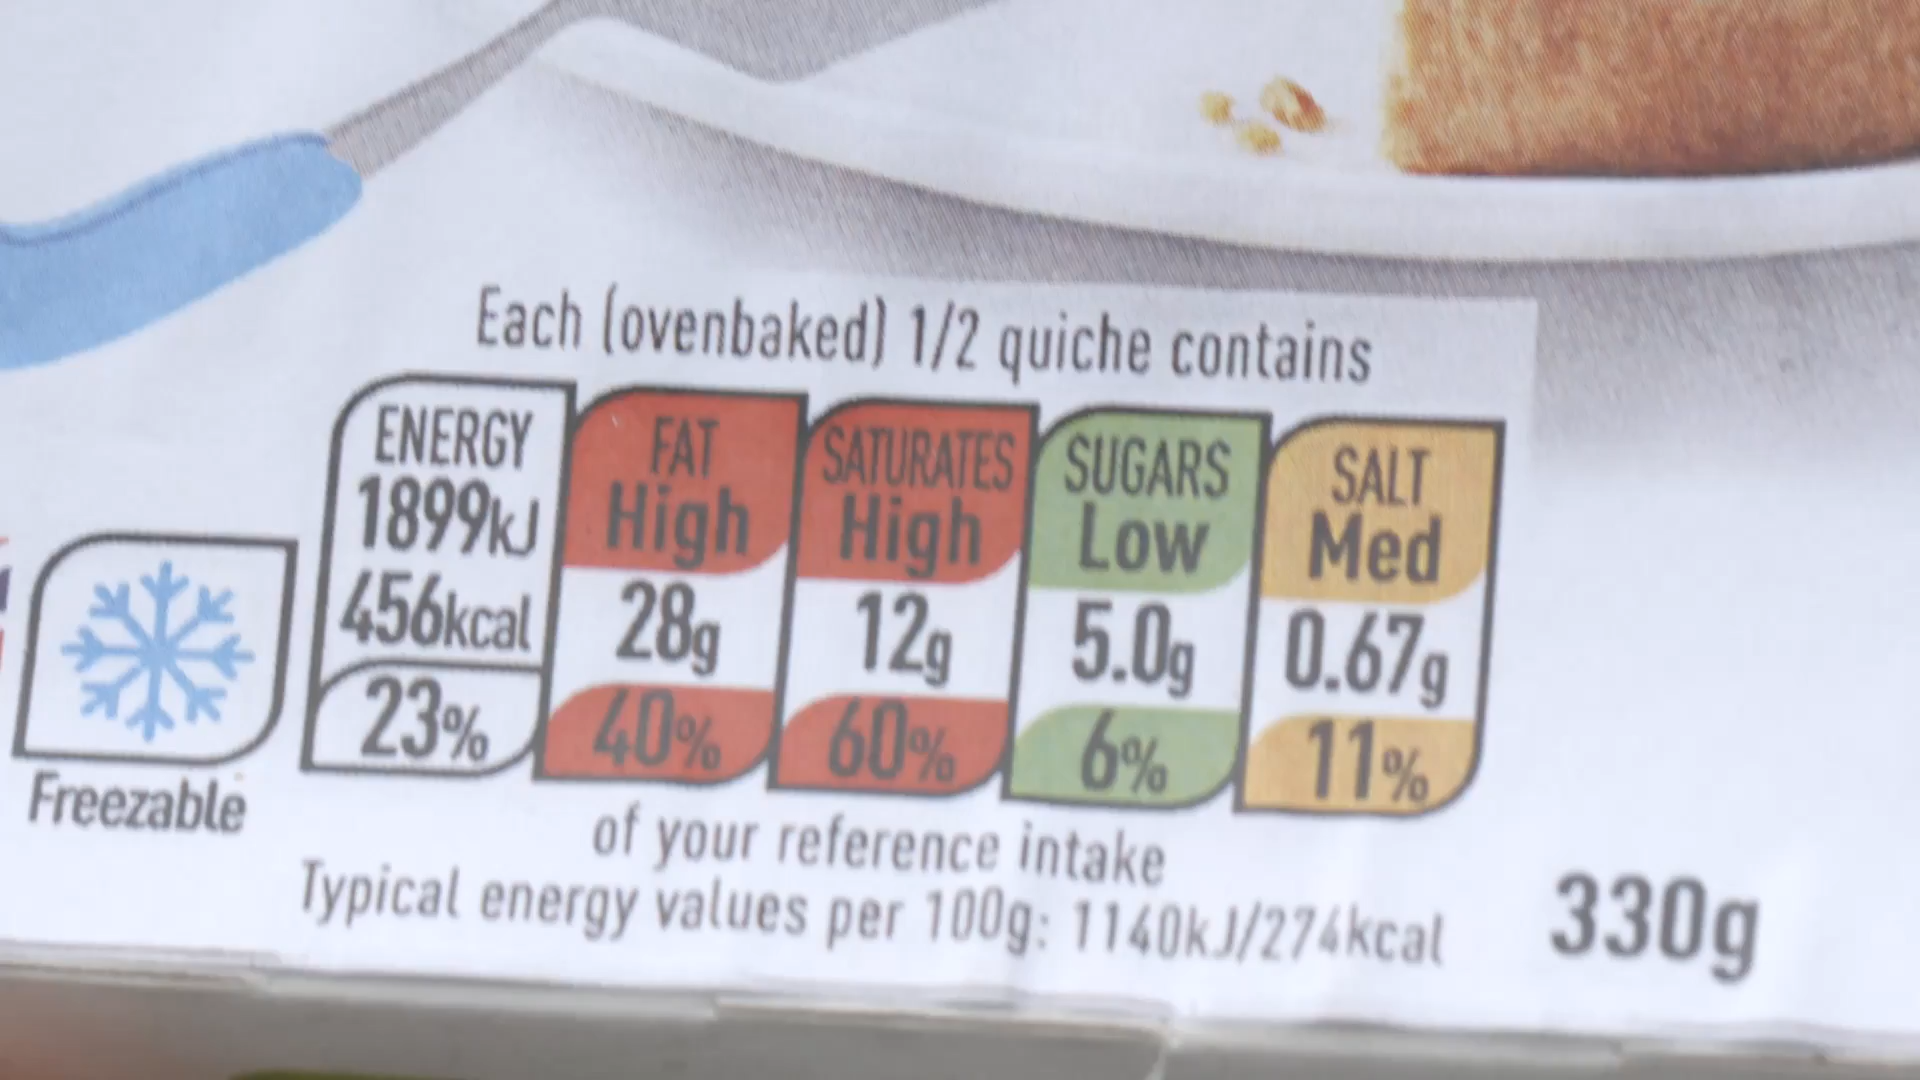 Each (ovenbaked) 1/2 quiche contains
ENERGY
1899kJ
456kcal
23%
FAT
High
28g
40%
SATURATES
High
12g
60%
SUGARS
Low
5.0g
6%
SALT
Med
0.67g
11%
Freezable
of your reference intake
Typical energy values per 100g: 1140kJ/274kcal
330g